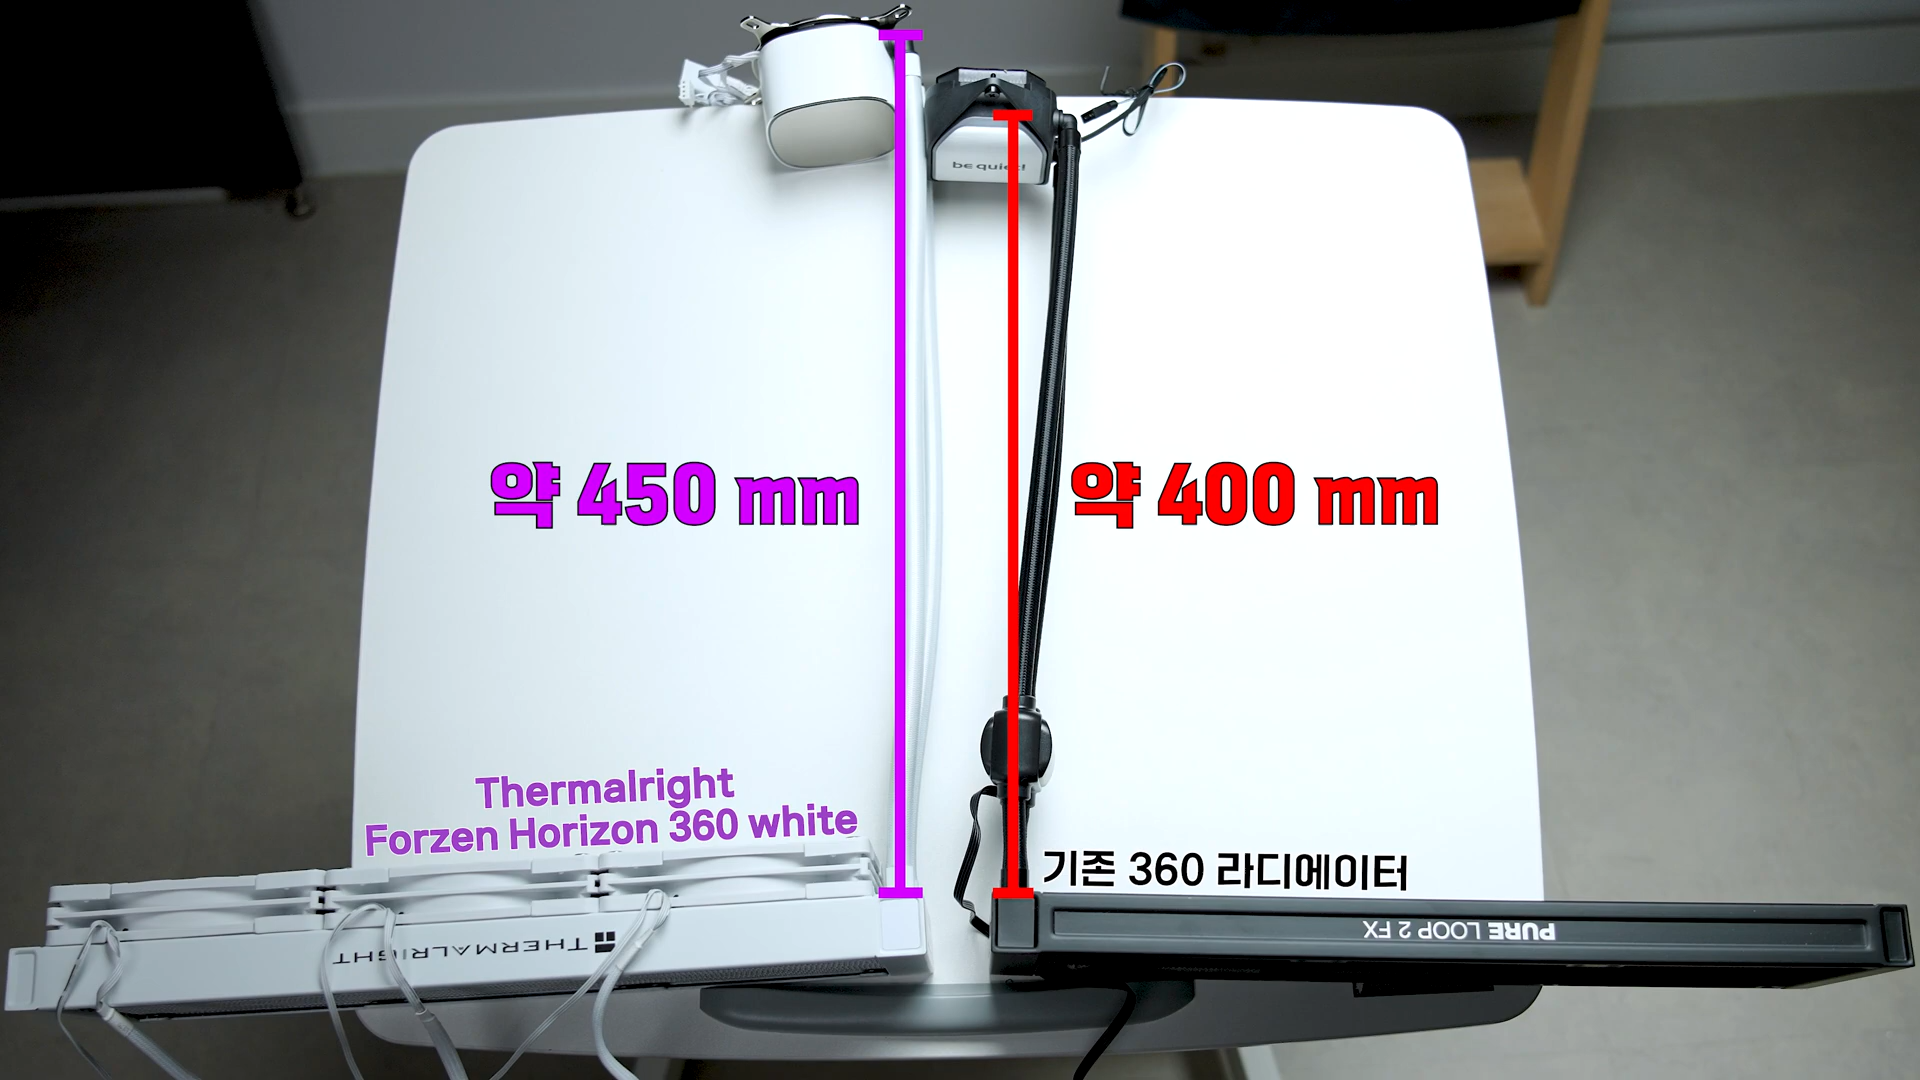 be quiet!
약 450 mm
약 400 mm
Thermalright
Forzen Horizon 360 white
기존 360 라디에이터
THERMALRIGHT
PURE LOOP 2 FX